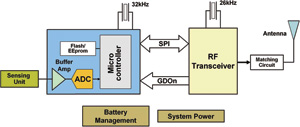 32kHz
26kHz
Antenna
Flash/
EEprom
Micro
controller
SPI
Buffer
Amp
RF
Transceiver
Matching
Circuit
Sensing
Unit
ADC
GDOn
Battery
Management
System Power